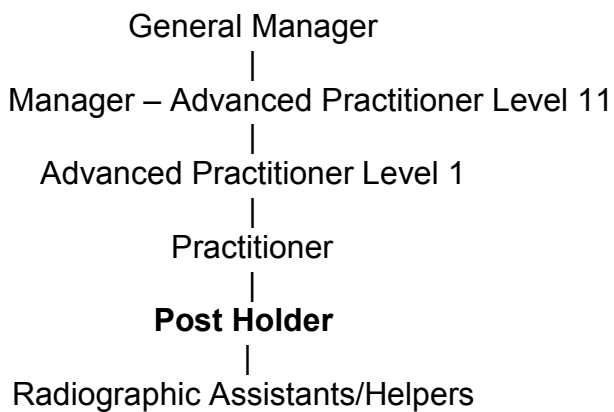 General Manager
|
Manager – Advanced Practitioner Level 11
|
Advanced Practitioner Level 1
|
Practitioner
|
Post Holder
|
Radiographic Assistants/Helpers